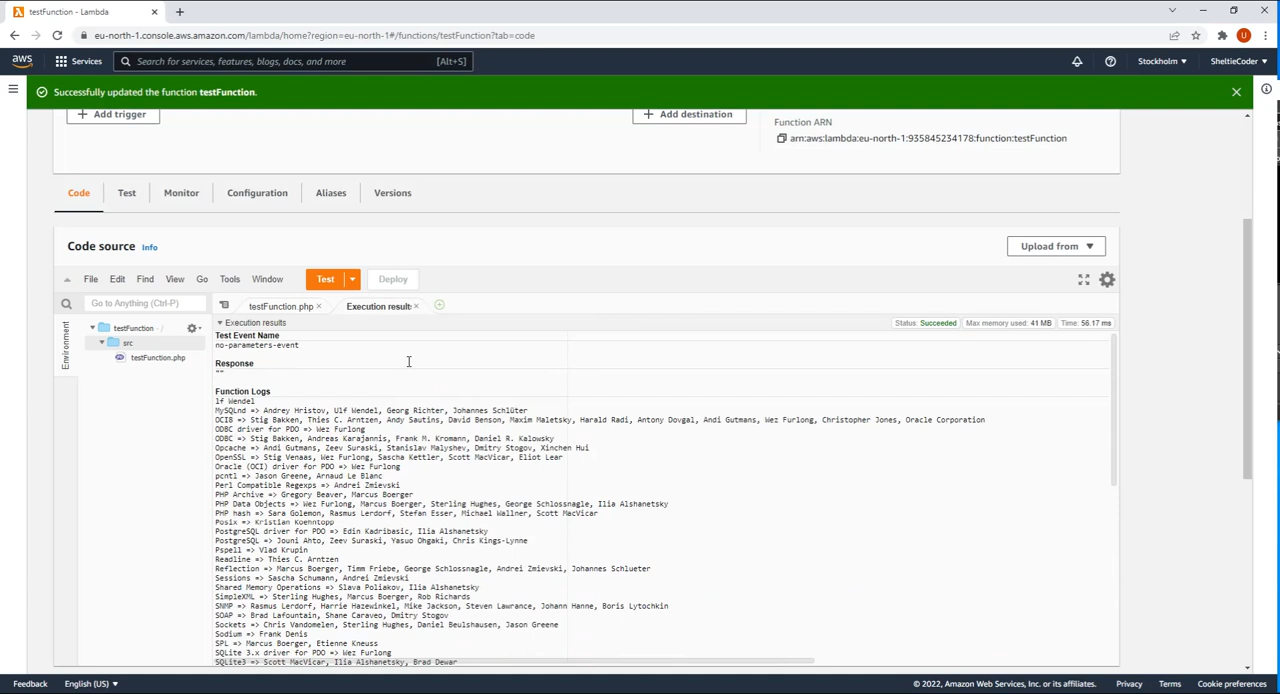 testFunction - Lambda
eu-north-1.console.aws.amazon.com/lambda/home?region=eu-north-1#/functions/testFunction?tab=code
U
aws
Services
Search for services, features, blogs, docs, and more
[Alt+S]
Stockholm
SheltieCoder
Successfully updated the function testFunction.
Add trigger
Add destination
Function ARN
arn:aws:lambda:eu-north-1:935845234178:function:testFunction
Code Test Monitor Configuration Aliases Versions
Code source Info
Upload from
File Edit Find View Go Tools Window Test Deploy
Go to Anything (Ctrl-P)
testFunction.php
Execution results
Environment
testFunction - /
src
testFunction.php
Execution results
Status: Succeeded Max memory used: 41 MB Time: 56.17 ms
Test Event Name
no-parameters-event
Response
""
Function Logs
lf Wendel
MySQLnd => Andrey Hristov, Ulf Wendel, Georg Richter, Johannes Schlüter
OCI8 => Stig Bakken, Thies C. Arntzen, Andy Sautins, David Benson, Maxim Maletsky, Harald Radi, Antony Dovgal, Andi Gutmans, Wez Furlong, Christopher Jones, Oracle Corporation
ODBC driver for PDO => Wez Furlong
ODBC => Stig Bakken, Andreas Karajannis, Frank M. Kromann, Daniel R. Kalowsky
Opcache => Andi Gutmans, Zeev Suraski, Stanislav Malyshev, Dmitry Stogov, Xinchen Hui
OpenSSL => Stig Venaas, Wez Furlong, Sascha Kettler, Scott MacVicar, Eliot Lear
Oracle (OCI) driver for PDO => Wez Furlong
pcntl => Jason Greene, Arnaud Le Blanc
Perl Compatible Regexps => Andrei Zmievski
PHP Archive => Gregory Beaver, Marcus Boerger
PHP Data Objects => Wez Furlong, Marcus Boerger, Sterling Hughes, George Schlossnagle, Ilia Alshanetsky
PHP hash => Sara Golemon, Rasmus Lerdorf, Stefan Esser, Michael Wallner, Scott MacVicar
Posix => Kristian Koehntopp
PostgreSQL driver for PDO => Edin Kadribasic, Ilia Alshanetsky
PostgreSQL => Jouni Ahto, Zeev Suraski, Yasuo Ohgaki, Chris Kings-Lynne
Pspell => Vlad Krupin
Readline => Thies C. Arntzen
Reflection => Marcus Boerger, Timm Friebe, George Schlossnagle, Andrei Zmievski, Johannes Schlueter
Sessions => Sascha Schumann, Andrei Zmievski
Shared Memory Operations => Slava Poliakov, Ilia Alshanetsky
SimpleXML => Sterling Hughes, Marcus Boerger, Rob Richards
SNMP => Rasmus Lerdorf, Harrie Hazewinkel, Mike Jackson, Steven Lawrance, Johann Hanne, Boris Lytochkin
SOAP => Brad Lafountain, Shane Caraveo, Dmitry Stogov
Sockets => Chris Vandomelen, Sterling Hughes, Daniel Beulshausen, Jason Greene
Sodium => Frank Denis
SPL => Marcus Boerger, Etienne Kneuss
SQLite 3.x driver for PDO => Wez Furlong
SQLite3 => Scott MacVicar, Ilia Alshanetsky, Brad Dewar
Feedback English (US)
© 2022, Amazon Web Services, Inc. or its affiliates. Privacy Terms Cookie preferences